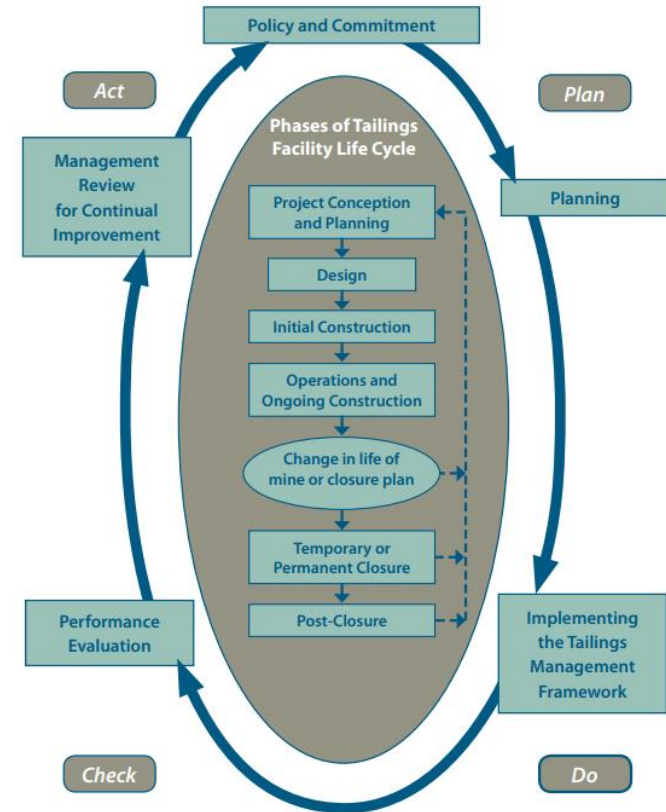 Policy and Commitment
Act
Plan
Phases of Tailings
Facility Life Cycle
Management
Review
for Continual
Improvement
Project Conception
and Planning
Planning
Design
Initial Construction
Operations and
Ongoing Construction
Change in life of
mine or closure plan
Temporary or
Permanent Closure
Post-Closure
Performance
Evaluation
Implementing
the Tailings
Management
Framework
Check
Do